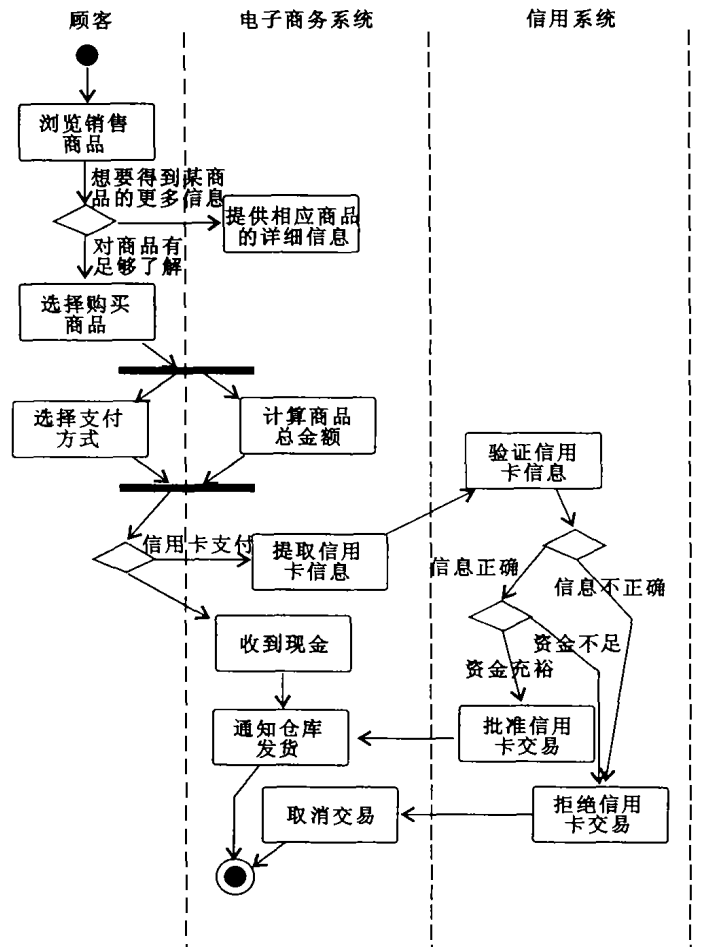 顾客
电子商务系统
信用系统
浏览销售
商品
想要得到某商
品的更多信息
提供相应商品
的详细信息
对商品有
足够了解
选择购买
商品
选择支付
方式
计算商品
总金额
验证信用
卡信息
信用卡支付
提取信用
卡信息
信息正确
信息不正确
收到现金
资金不足
资金充裕
通知仓库
发货
批准信用
卡交易
取消交易
拒绝信用
卡交易